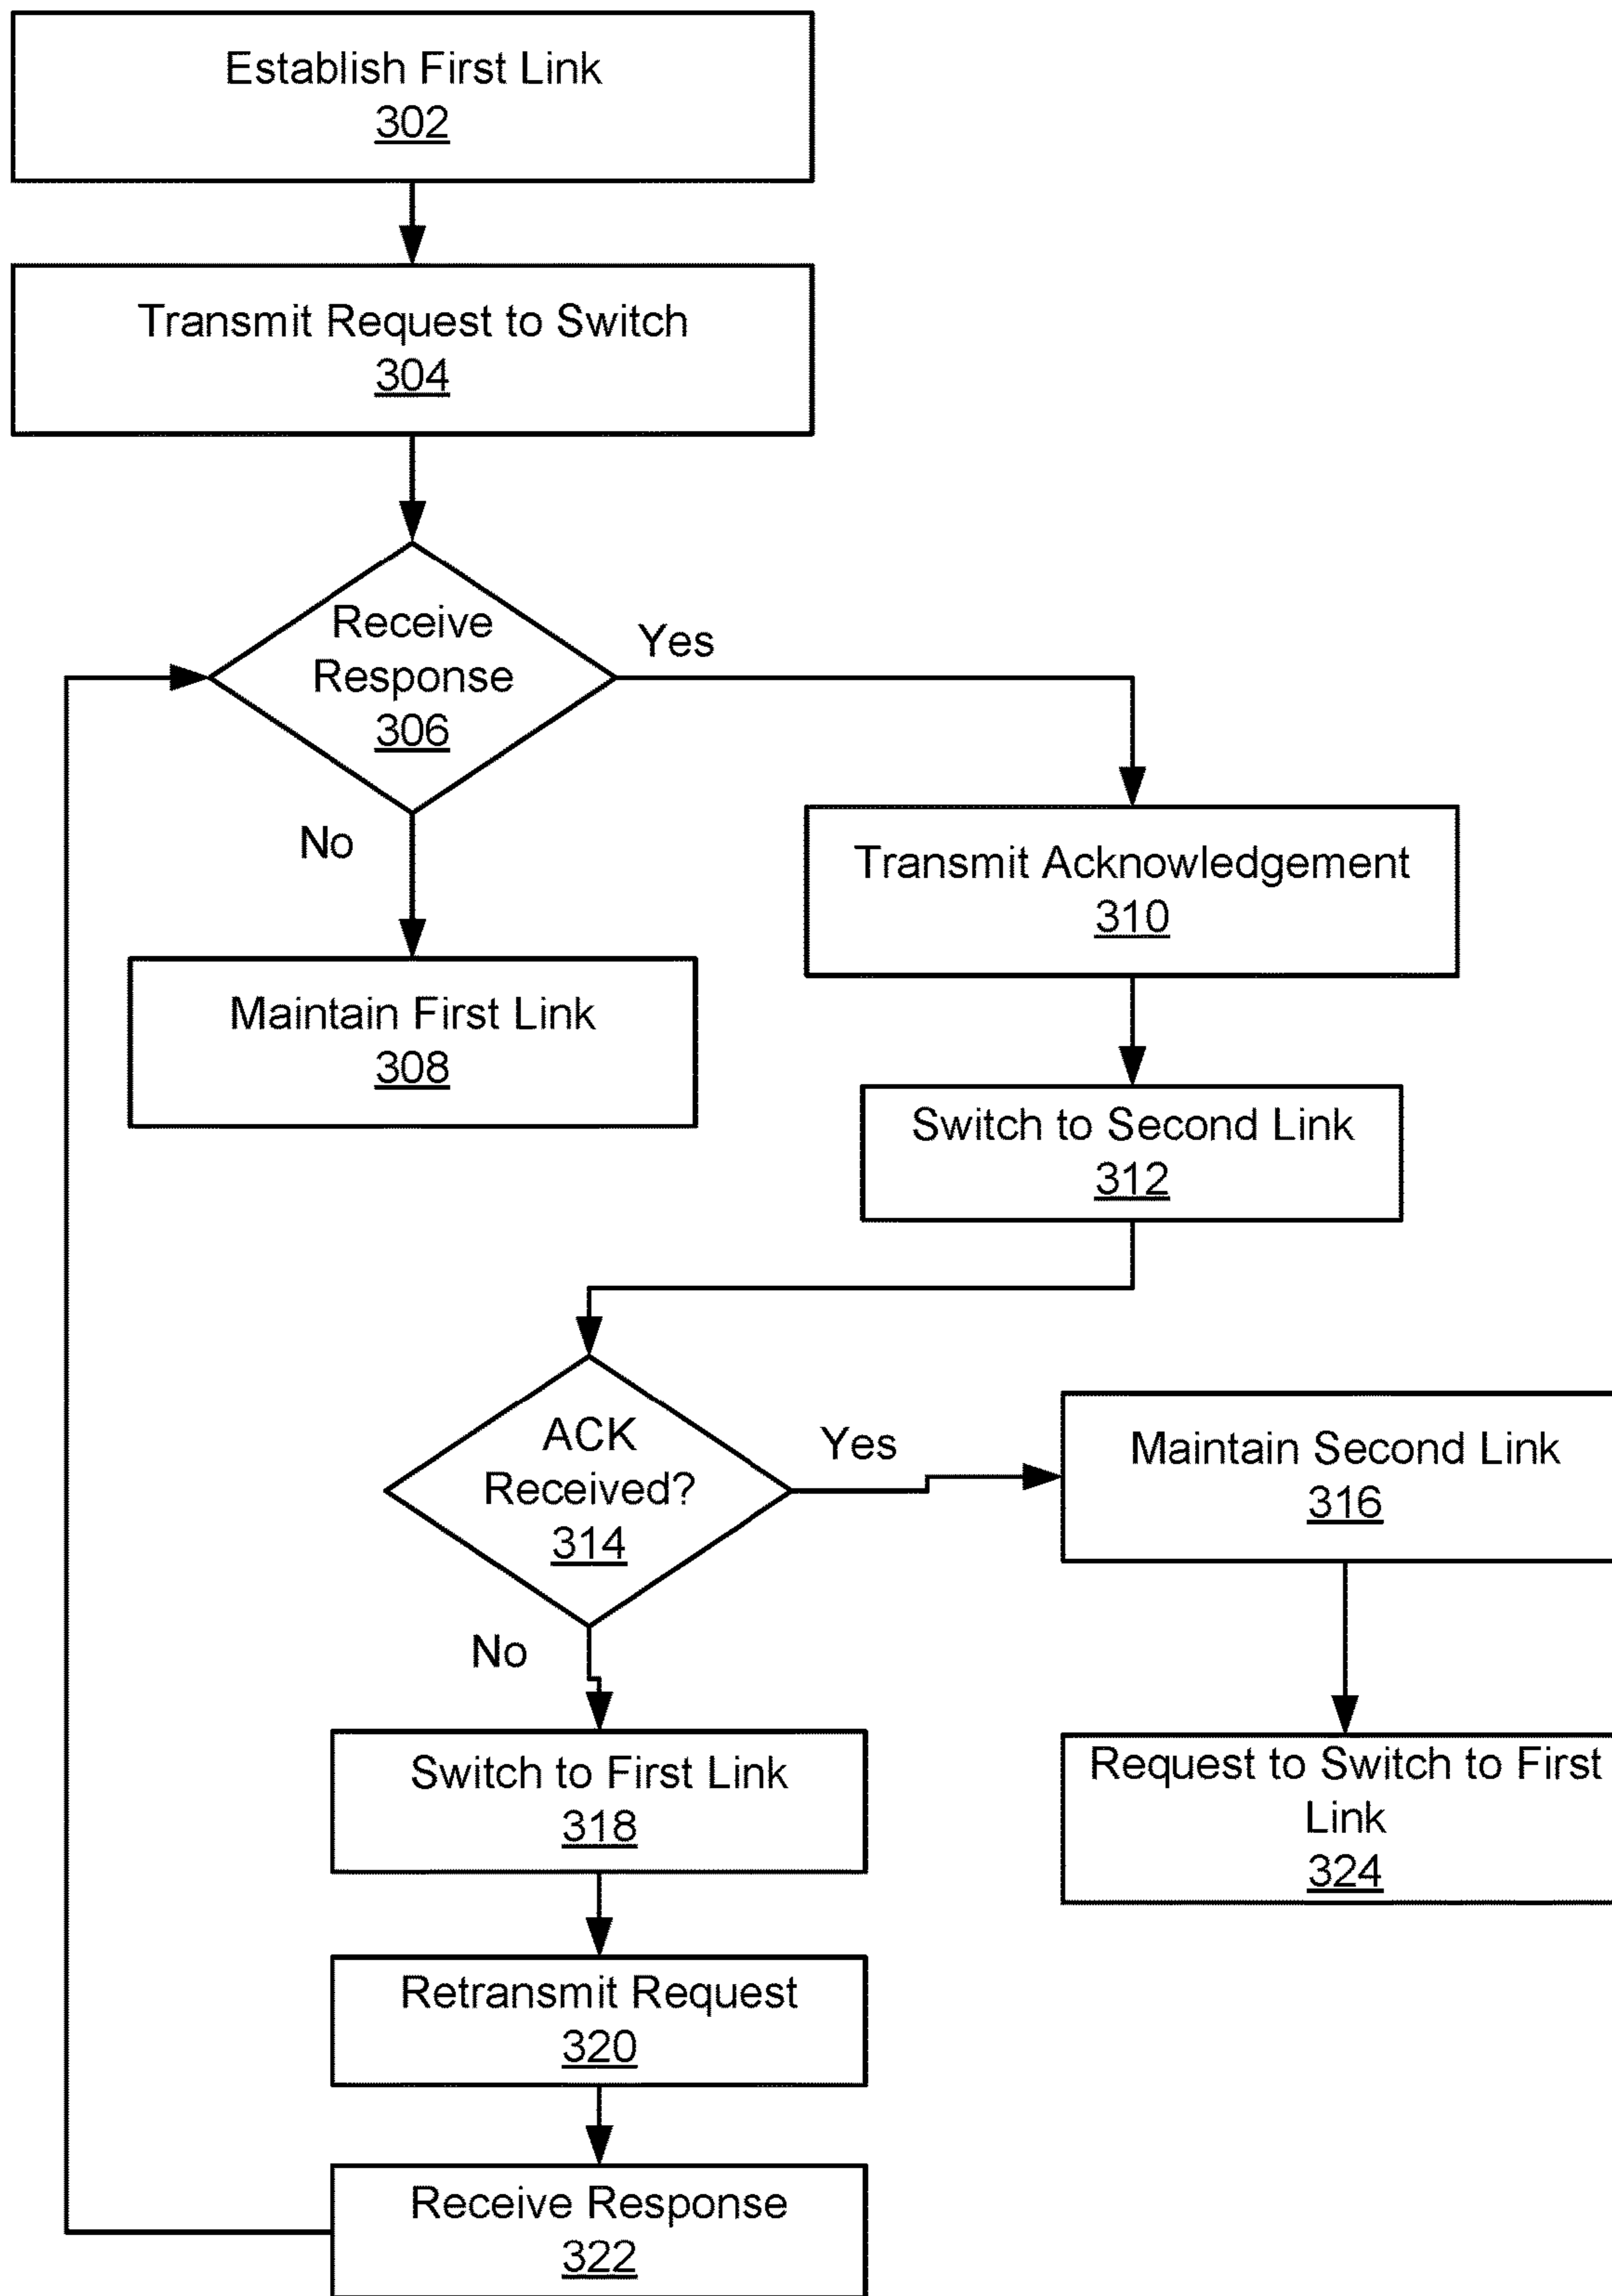 Establish First Link
302
Transmit Request to Switch
304
Receive
Response
306
Yes
No
Transmit Acknowledgement
310
Maintain First Link
308
Switch to Second Link
312
ACK
Received?
314
Yes
Maintain Second Link
316
No
Switch to First Link
318
Request to Switch to First
Link
324
Retransmit Request
320
Receive Response
322